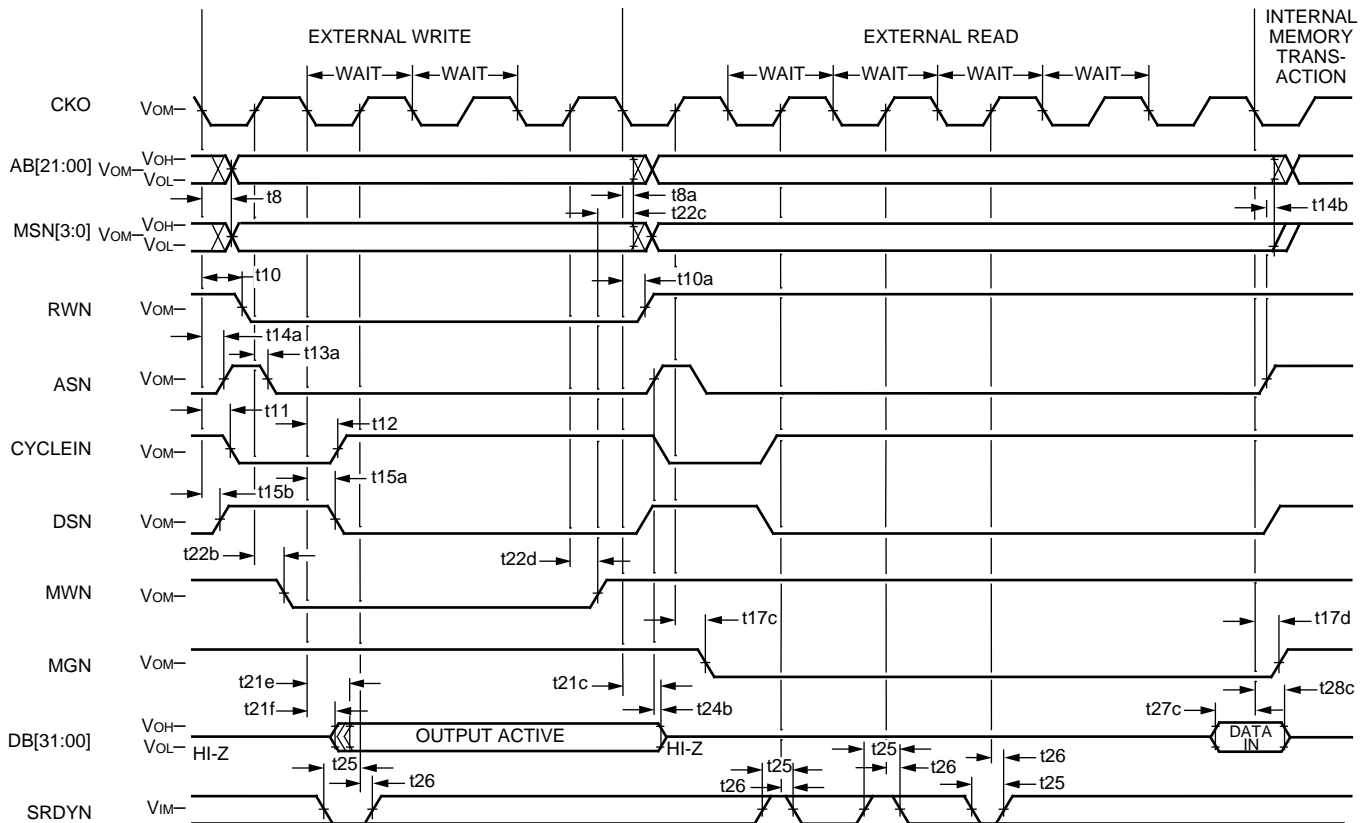 EXTERNAL WRITE
EXTERNAL READ
INTERNAL
MEMORY
TRANS-
ACTION
WAIT WAIT WAIT WAIT WAIT WAIT
CKO VOM
AB[21:00] VOM VOH
VOL
t8 t8a
t22c t14b
MSN[3:0] VOM VOH
VOL
t10 t10a
RWN VOM
t14a
t13a
ASN VOM
t11 t12
CYCLEIN VOM
t15a
t15b
DSN VOM
t22b t22d
MWN VOM
t17c t17d
MGN VOM
t21e t21c t28c
t21f t24b t27c
DB[31:00] VOH
VOL
HI-Z OUTPUT ACTIVE HI-Z DATA
IN
t25 t26 t25 t26 t25 t26 t26 t25
SRDYN VIM